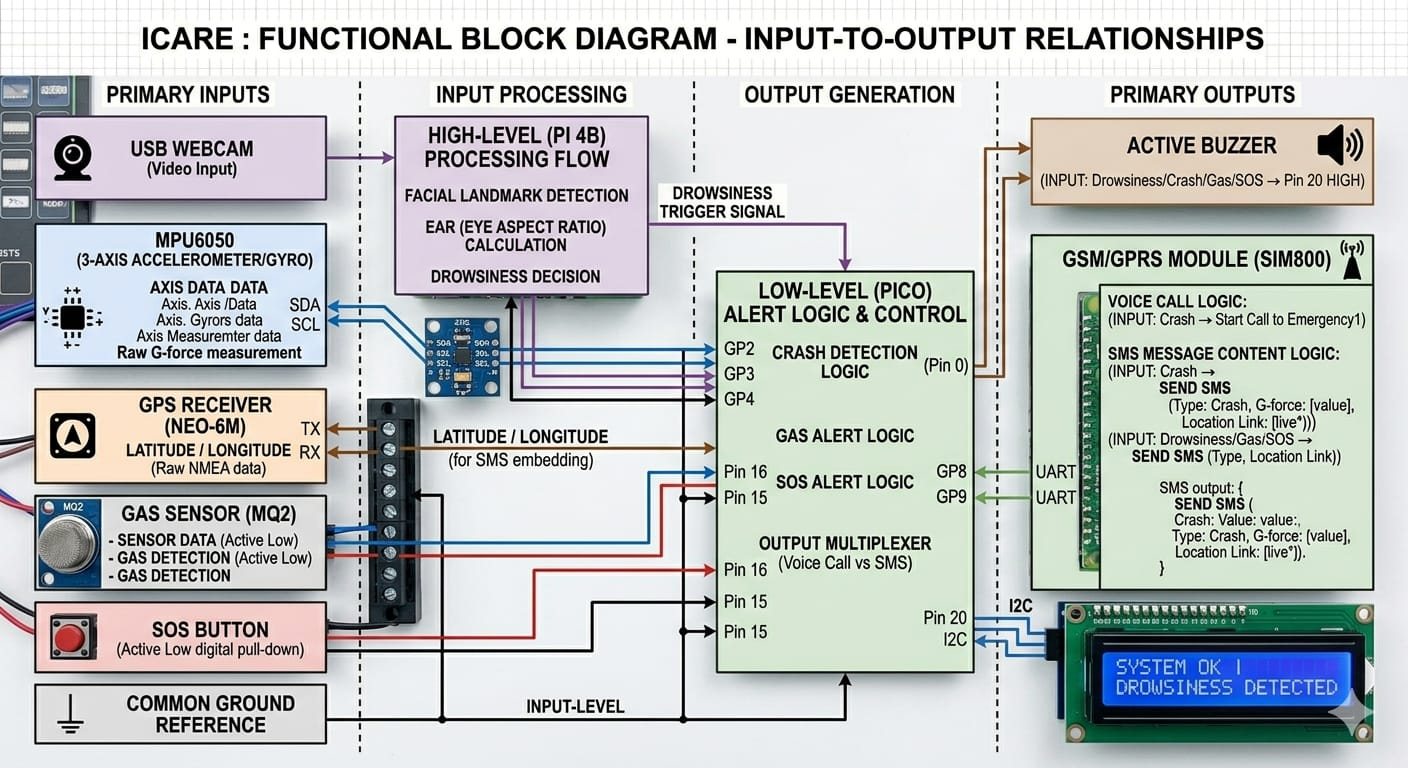 ICARE : FUNCTIONAL BLOCK DIAGRAM - INPUT-TO-OUTPUT RELATIONSHIPS
PRIMARY INPUTS
USB WEBCAM
(Video Input)
MPU6050
(3-AXIS ACCELEROMETER/GYRO)
AXIS DATA DATA
Axis. Axis /Data
Axis. Gyrors data
Axis Measuremter data
Raw G-force measurement
SDA
SCL
GPS RECEIVER
(NEO-6M)
LATITUDE / LONGITUDE
(Raw NMEA data)
TX
RX
MQ2
GAS SENSOR (MQ2)
- SENSOR DATA (Active Low)
- GAS DETECTION (Active Low)
- GAS DETECTION
SOS BUTTON
(Active Low digital pull-down)
COMMON GROUND
REFERENCE
INPUT PROCESSING
HIGH-LEVEL (PI 4B)
PROCESSING FLOW
FACIAL LANDMARK DETECTION
EAR (EYE ASPECT RATIO)
CALCULATION
DROWSINESS DECISION
LATITUDE / LONGITUDE
(for SMS embedding)
INPUT-LEVEL
OUTPUT GENERATION
DROWSINESS
TRIGGER SIGNAL
LOW-LEVEL (PICO)
ALERT LOGIC & CONTROL
GP2
GP3
GP4
CRASH DETECTION
LOGIC
(Pin 0)
GAS ALERT LOGIC
Pin 16
Pin 15
SOS ALERT LOGIC
GP8
GP9
OUTPUT MULTIPLEXER
(Voice Call vs SMS)
Pin 16
Pin 15
Pin 15
Pin 20
I2C
PRIMARY OUTPUTS
ACTIVE BUZZER
(INPUT: Drowsiness/Crash/Gas/SOS → Pin 20 HIGH)
GSM/GPRS MODULE (SIM800)
VOICE CALL LOGIC:
(INPUT: Crash → Start Call to Emergency1)
SMS MESSAGE CONTENT LOGIC:
(INPUT: Crash →
SEND SMS
(Type: Crash, G-force: [value],
Location Link: [live°)))
(INPUT: Drowsiness/Gas/SOS →
SEND SMS (Type, Location Link))
SMS output: {
SEND SMS (
Crash: Value: value:,
Type: Crash, G-force: [value],
Location Link: [live°)).
}
UART
UART
I2C
SYSTEM OK |
DROWSINESS DETECTED